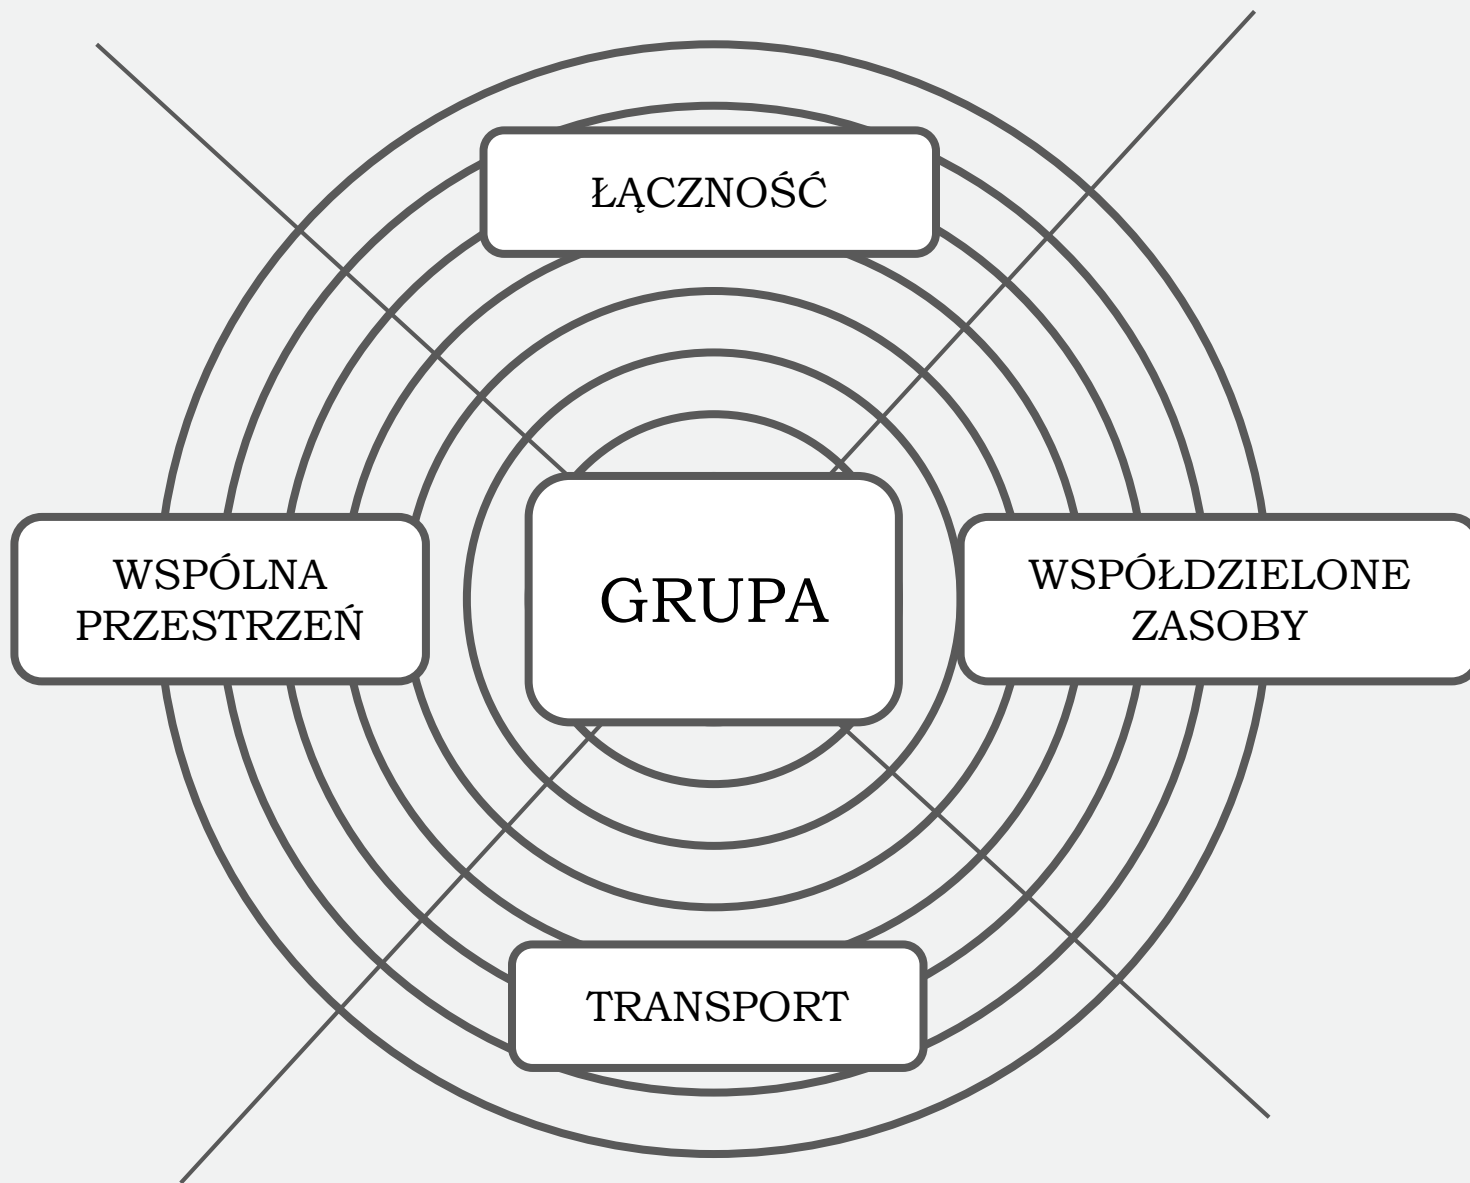 ŁĄCZNOŚĆ
WSPÓLNA
PRZESTRZEŃ
GRUPA
WSPÓŁDZIELONE
ZASOBY
TRANSPORT